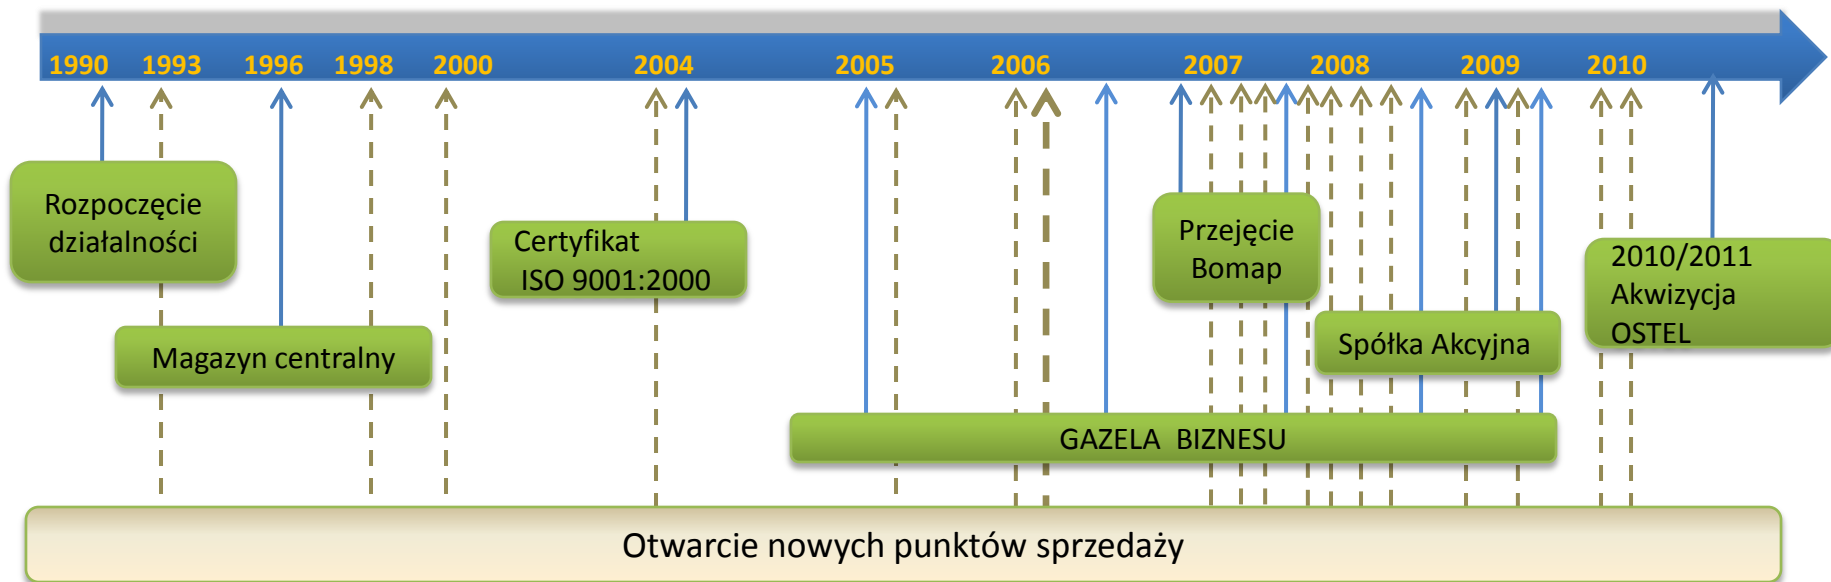 1990 1993 1996 1998 2000 2004 2005 2006 2007 2008 2009 2010
Rozpoczęcie
działalności
Magazyn centralny
Certyfikat
ISO 9001:2000
Przejęcie
Bomap
Spółka Akcyjna
2010/2011
Akwizycja
OSTEL
GAZELA BIZNESU
Otwarcie nowych punktów sprzedaży